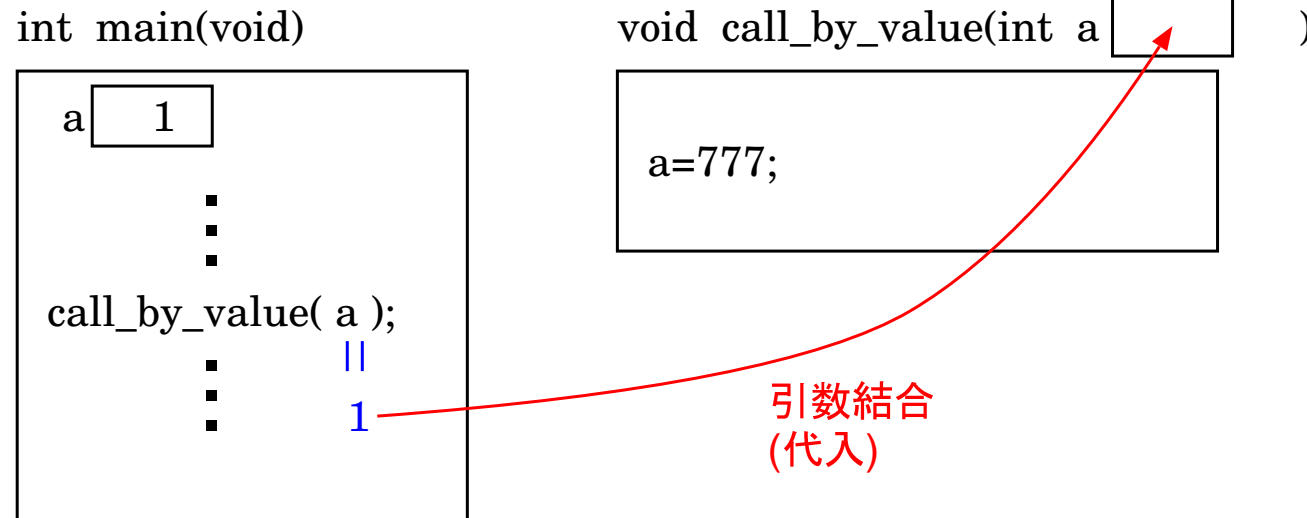 int main(void)
a 1
call_by_value( a );
||
1
void call_by_value(int a )
a=777;
引数結合
(代入)